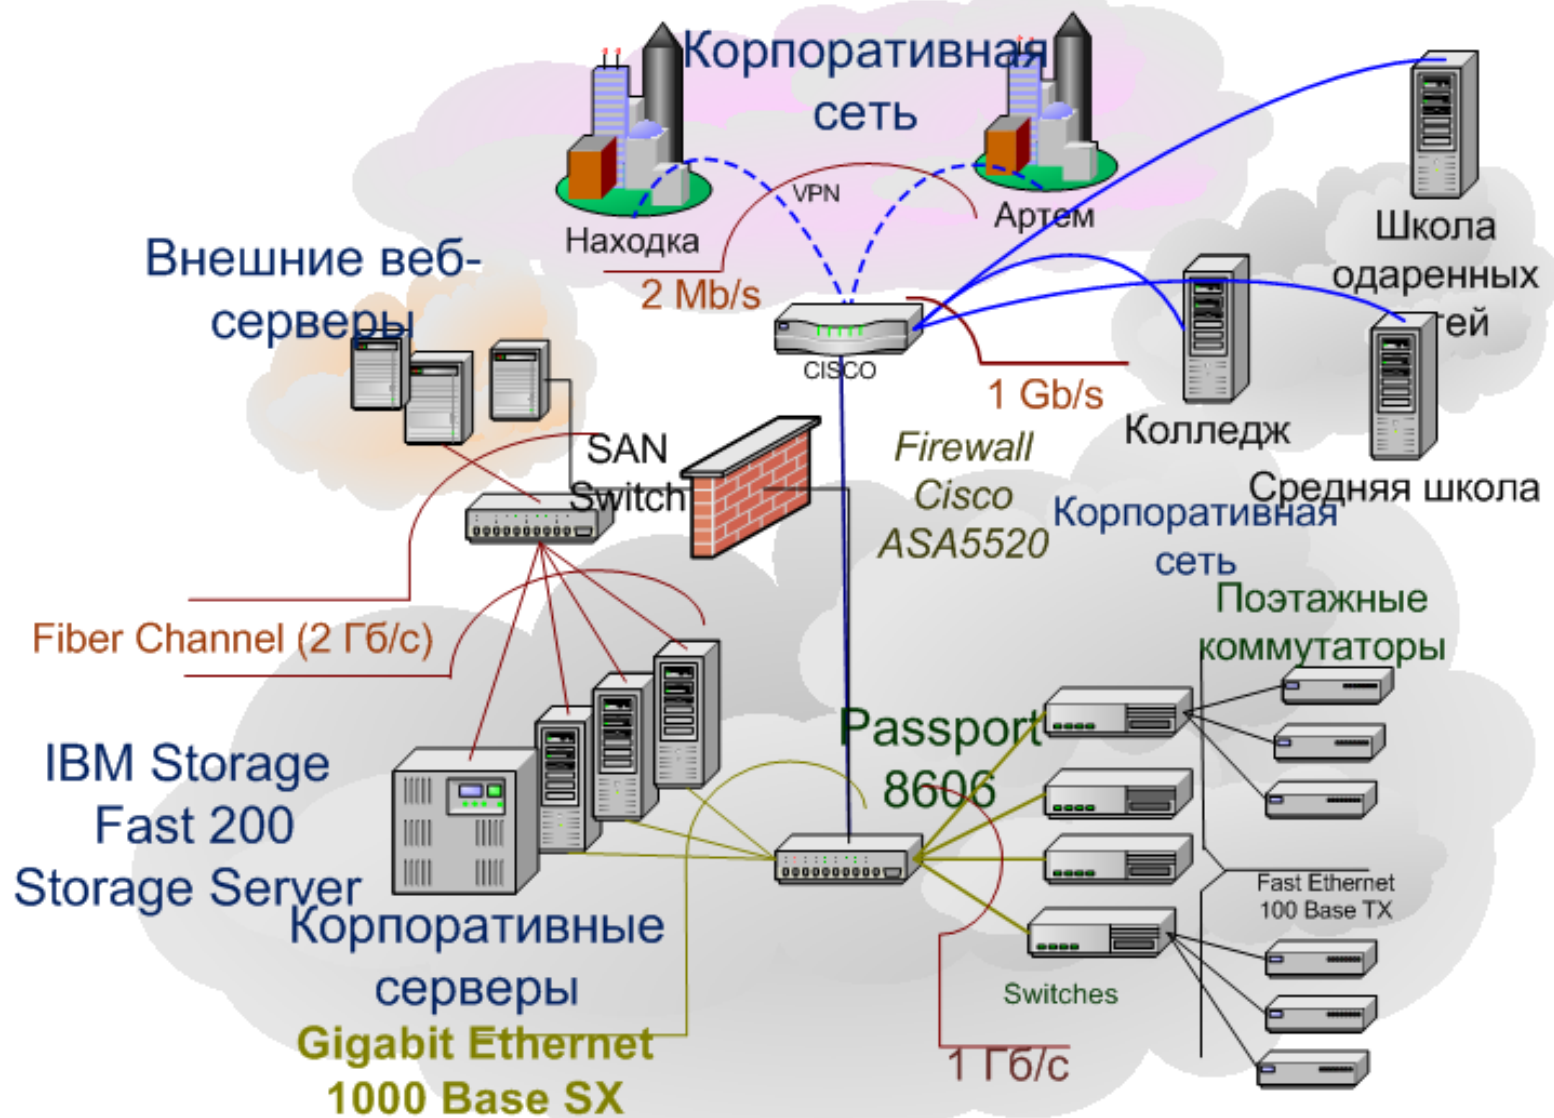 Корпоративная
сеть
VPN
Находка
Артем
2 Mb/s
Школа
одаренных
тей
Внешние веб-
серверы
CISCO
1 Gb/s
Колледж
Средняя школа
SAN
Switch
Firewall
Cisco
ASA5520
Корпоративная
сеть
Поэтажные
коммутаторы
Fiber Channel (2 Гб/с)
IBM Storage
Fast 200
Storage Server
Passport
8606
Корпоративные
серверы
Fast Ethernet
100 Base TX
Switches
Gigabit Ethernet
1000 Base SX
1 Гб/с